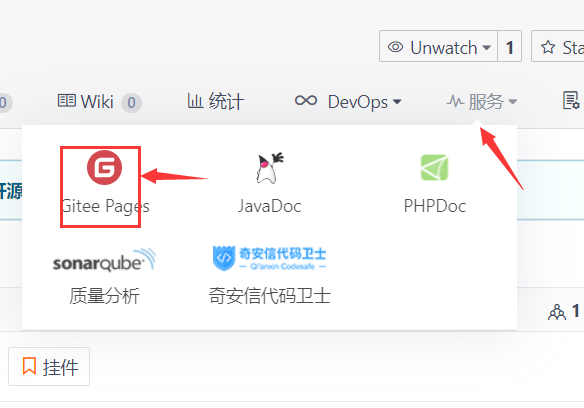 Unwatch 1 Sta
0 Wiki 0 统计 DevOps 服务
G
Gitee Pages JavaDoc PHPDoc
开源
sonarqube 奇安信代码卫士
Qi'anxin Codesafe
质量分析 奇安信代码卫士
1
挂件